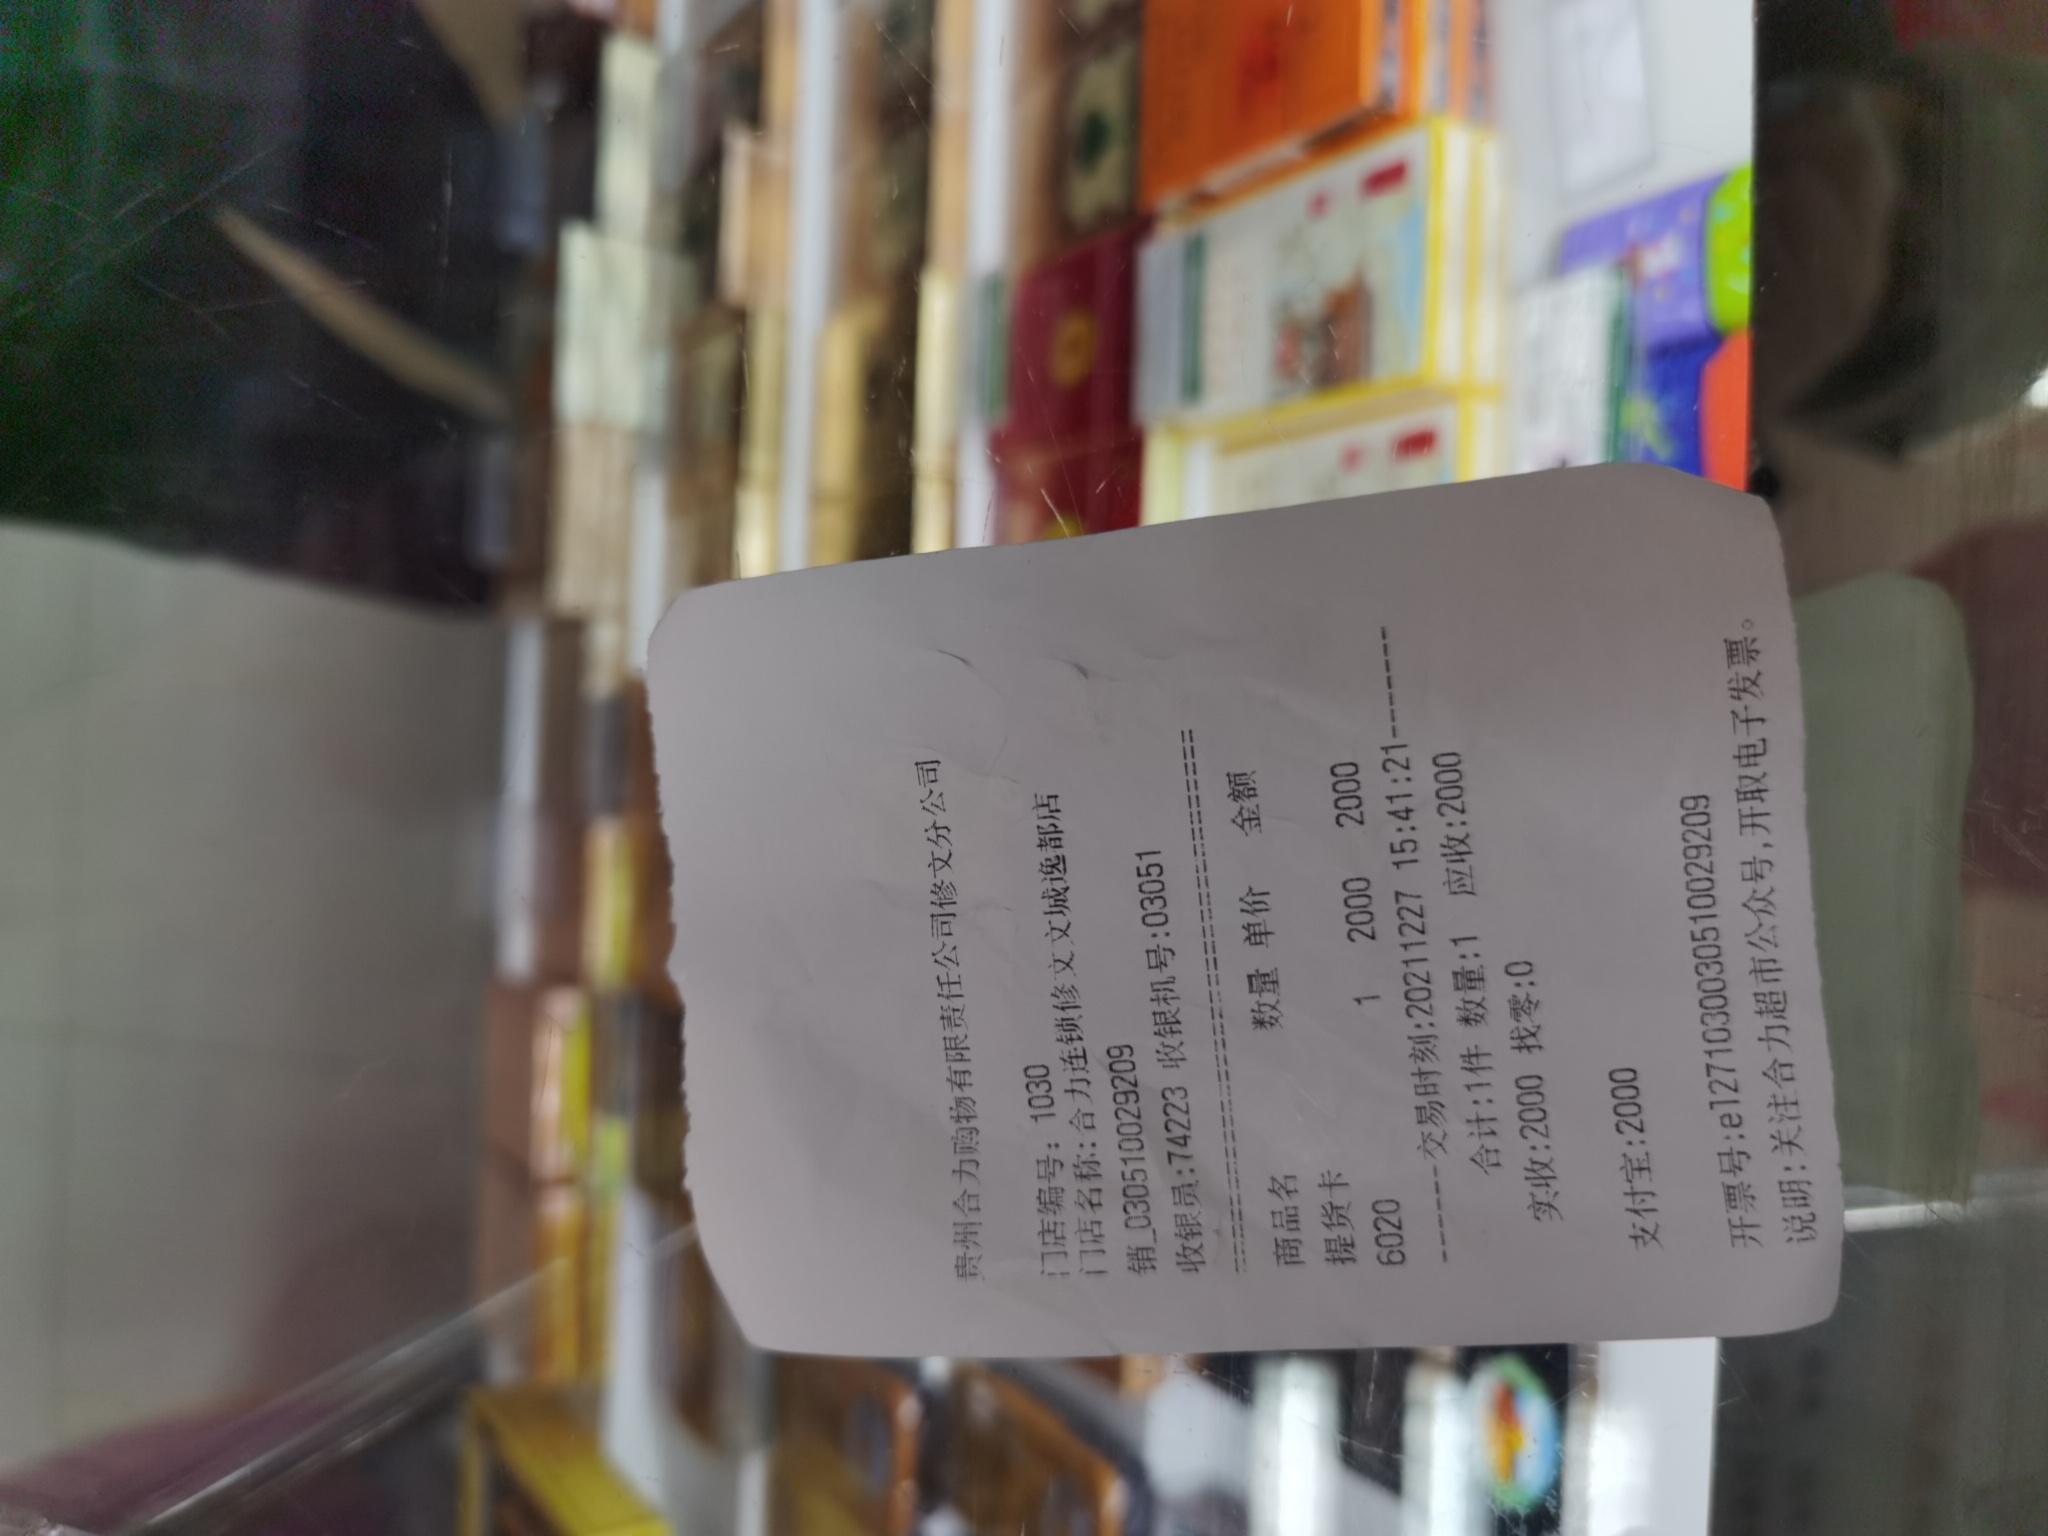 贵州合力购物有限责任公司修文分公司
门店编号: 1030
门店名称:合力连锁修文文城逸都店
销_030510029209
收银员:74223 收银机号:03051
商品名 数量 单价 金额
提货卡 1 2000 2000
6020
------交易时刻:20211227 15:41:21-------
合计:1件 数量:1 应收:2000
实收:2000 找零:0
支付宝:2000
开票号:e1271030030510029209
说明:关注合力超市公众号,开取电子发票。